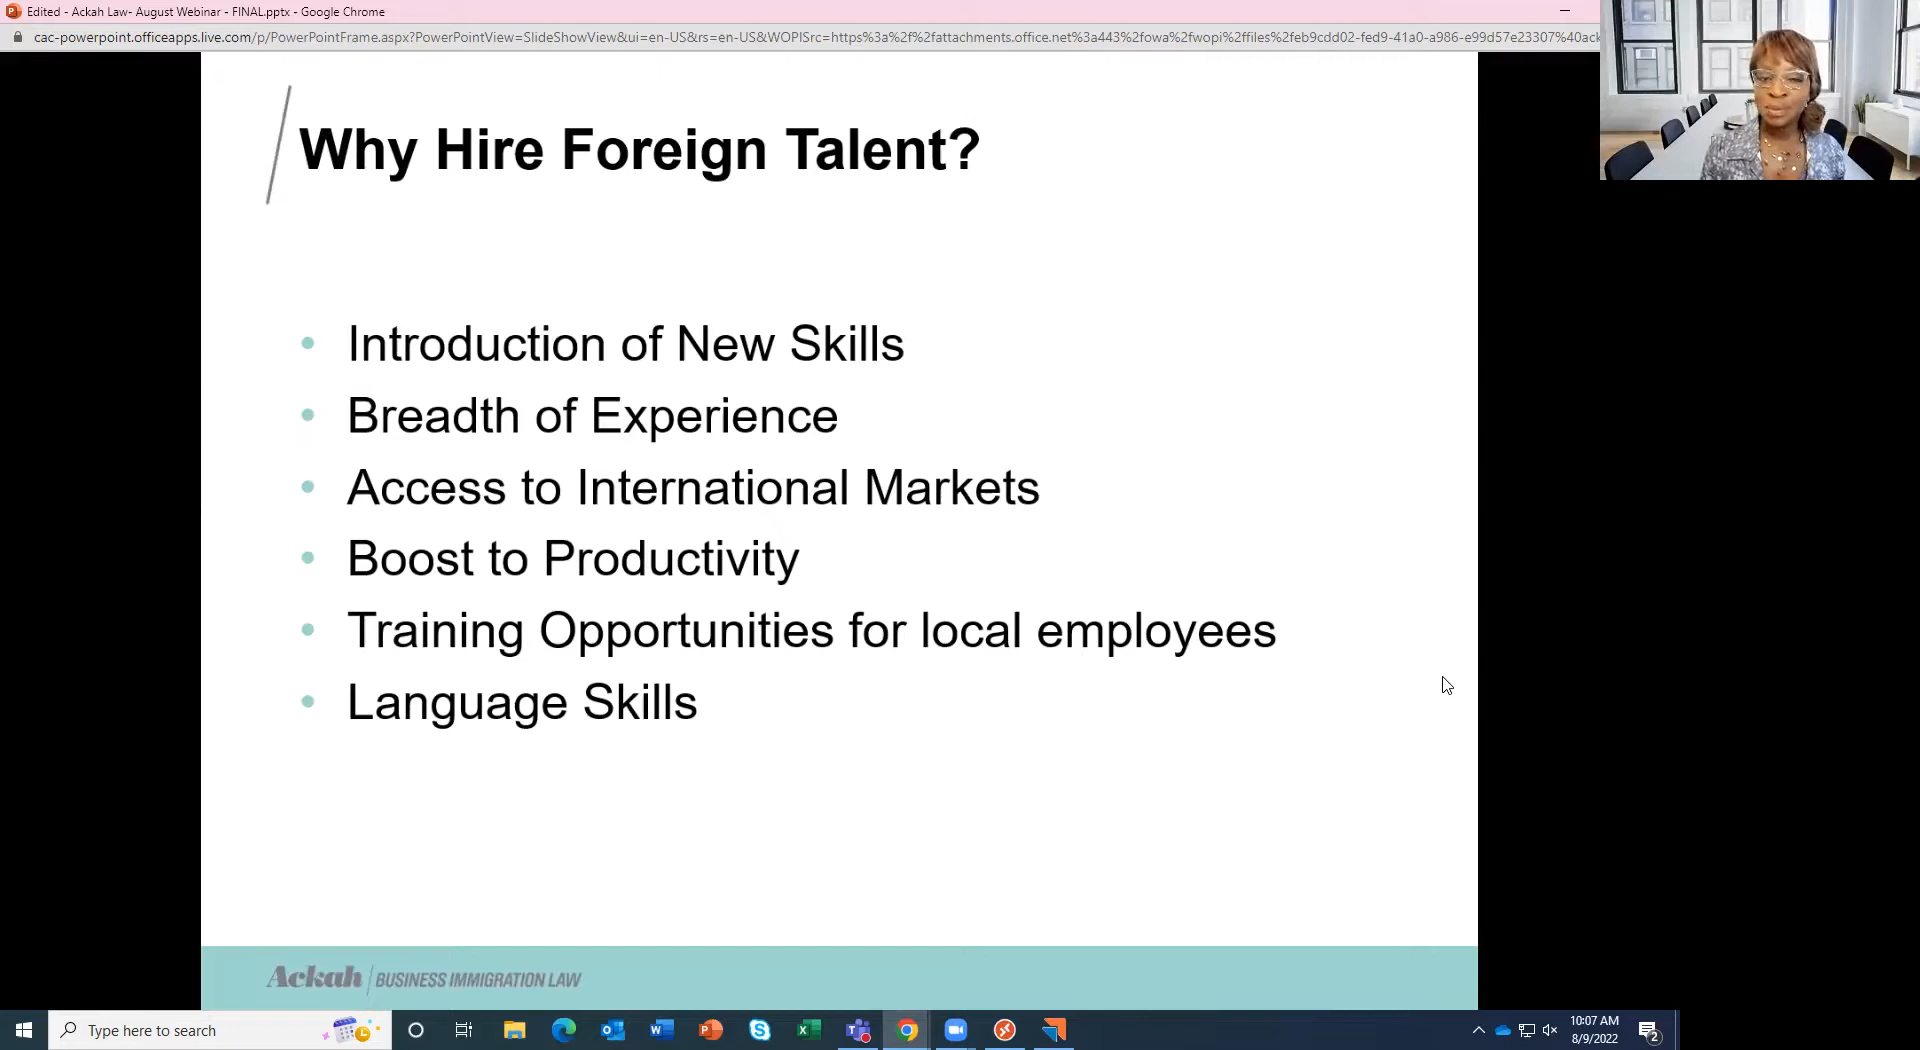 Edited - Ackah Law- August Webinar - FINAL.pptx - Google Chrome
cac-powerpoint.officeapps.live.com/p/PowerPointFrame.aspx?PowerPointView=SlideShowView&ui=en-US&rs=en-US&WOPISrc=https%3a%2f%2fattachments.office.net%3a443%2fowa%2fwopi%2ffiles%2feb9cdd02-fed9-41a0-a986-e99d57e23307%40ack
Why Hire Foreign Talent?
• Introduction of New Skills
• Breadth of Experience
• Access to International Markets
• Boost to Productivity
• Training Opportunities for local employees
• Language Skills
Ackah BUSINESS IMMIGRATION LAW
Type here to search
10:07 AM
8/9/2022
2